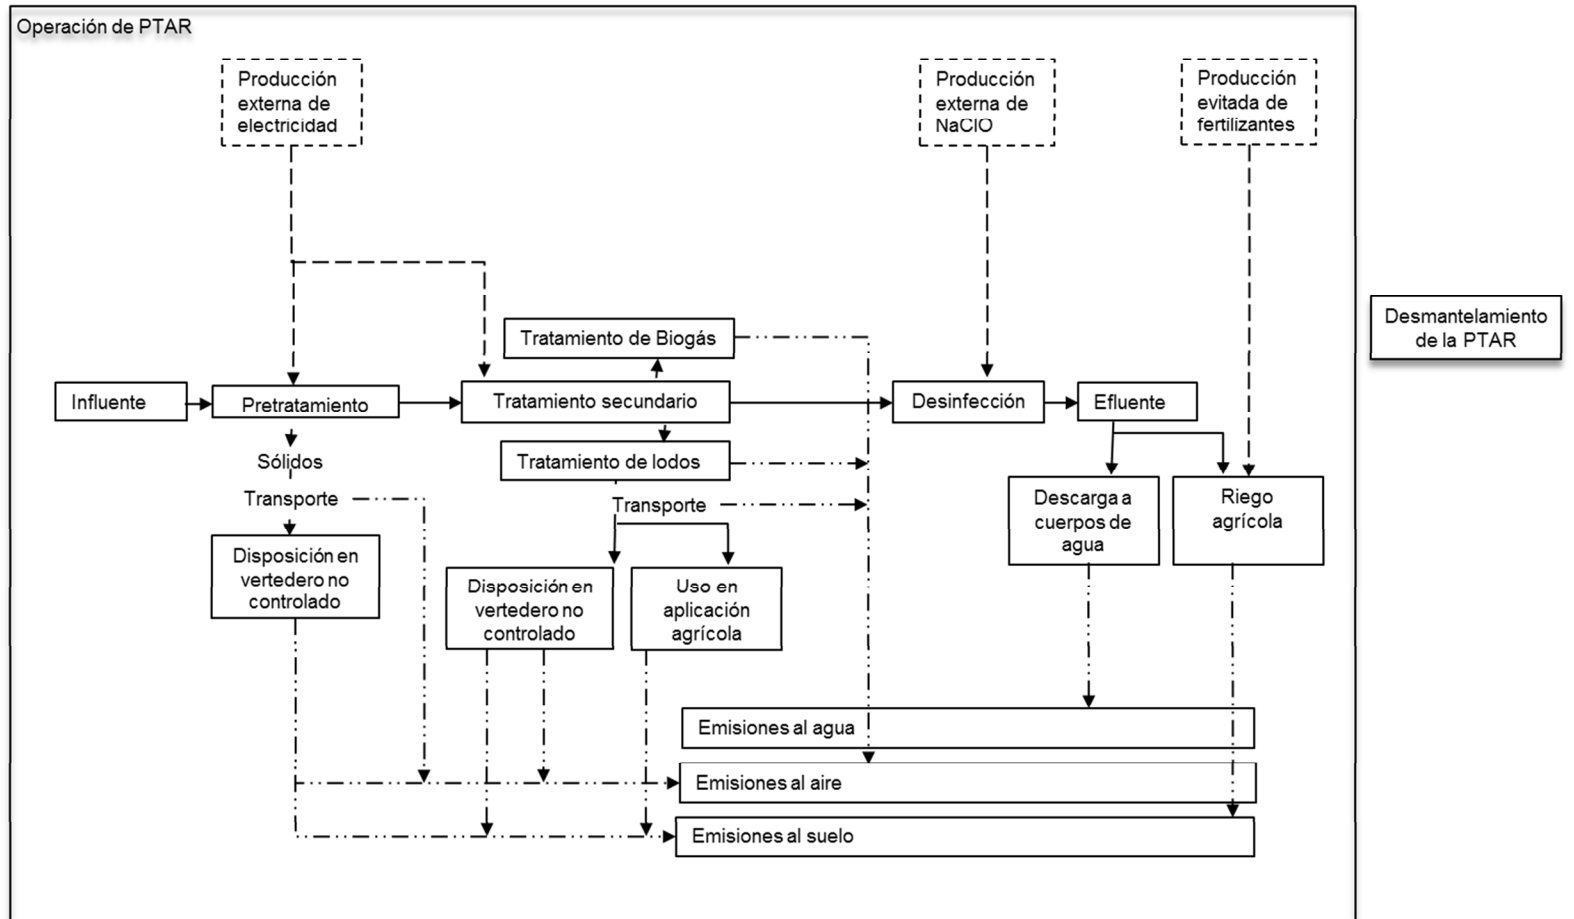 Operación de PTAR
Producción
externa de
electricidad
Producción
externa de
NaClO
Producción
evitada de
fertilizantes
Desmantelamiento
de la PTAR
Tratamiento de Biogás
Influente
Pretratamiento
Tratamiento secundario
Desinfección
Efluente
Sólidos
Tratamiento de lodos
Transporte
Transporte
Descarga a
cuerpos de
agua
Riego
agrícola
Disposición en
vertedero no
controlado
Disposición en
vertedero no
controlado
Uso en
aplicación
agrícola
Emisiones al agua
Emisiones al aire
Emisiones al suelo